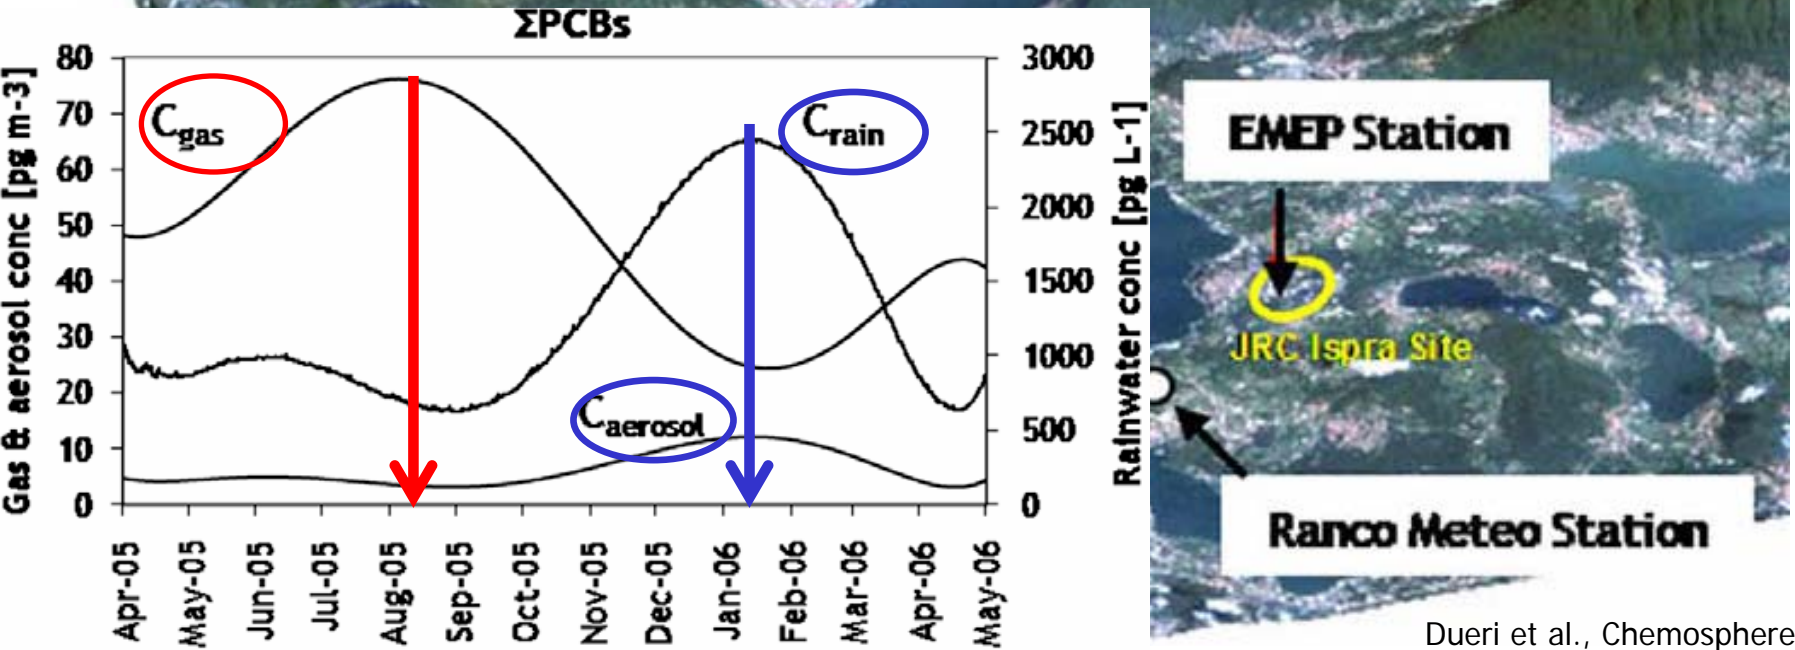 ΣPCBs
Gas & aerosol conc [pg m-3]
80
70
60
50
40
30
20
10
0
Cgas
Crain
Caerosol
3000
2500
2000
1500
1000
500
0
Rainwater conc [pg L-1]
Apr-05
May-05
Jun-05
Jul-05
Aug-05
Sep-05
Oct-05
Nov-05
Dec-05
Jan-06
Feb-06
Mar-06
Apr-06
May-06
EMEP Station
JRC Ispra Site
Ranco Meteo Station
Dueri et al., Chemosphere